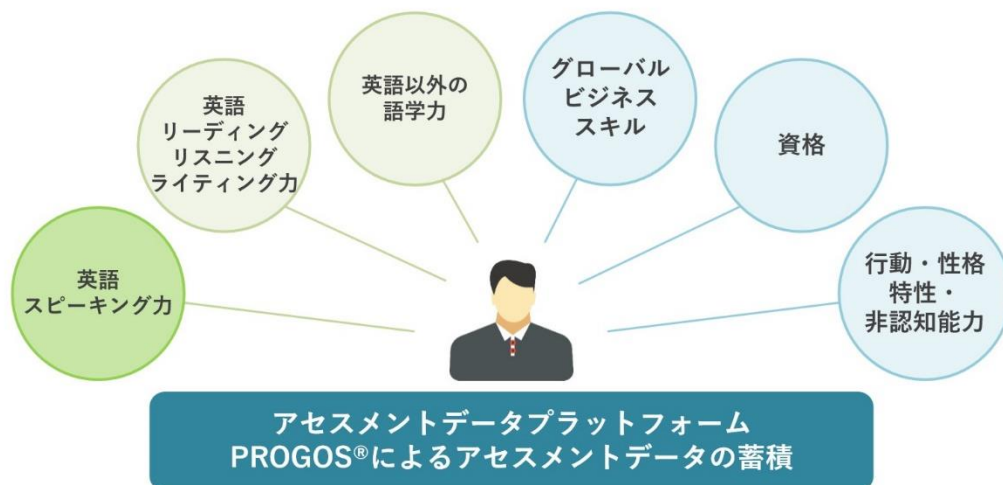 英語
スピーキング力
英語
リーディング
リスニング
ライティング力
英語以外の
語学力
グローバル
ビジネス
スキル
資格
行動・性格
特性・
非認知能力
アセスメントデータプラットフォーム
PROGOS®によるアセスメントデータの蓄積